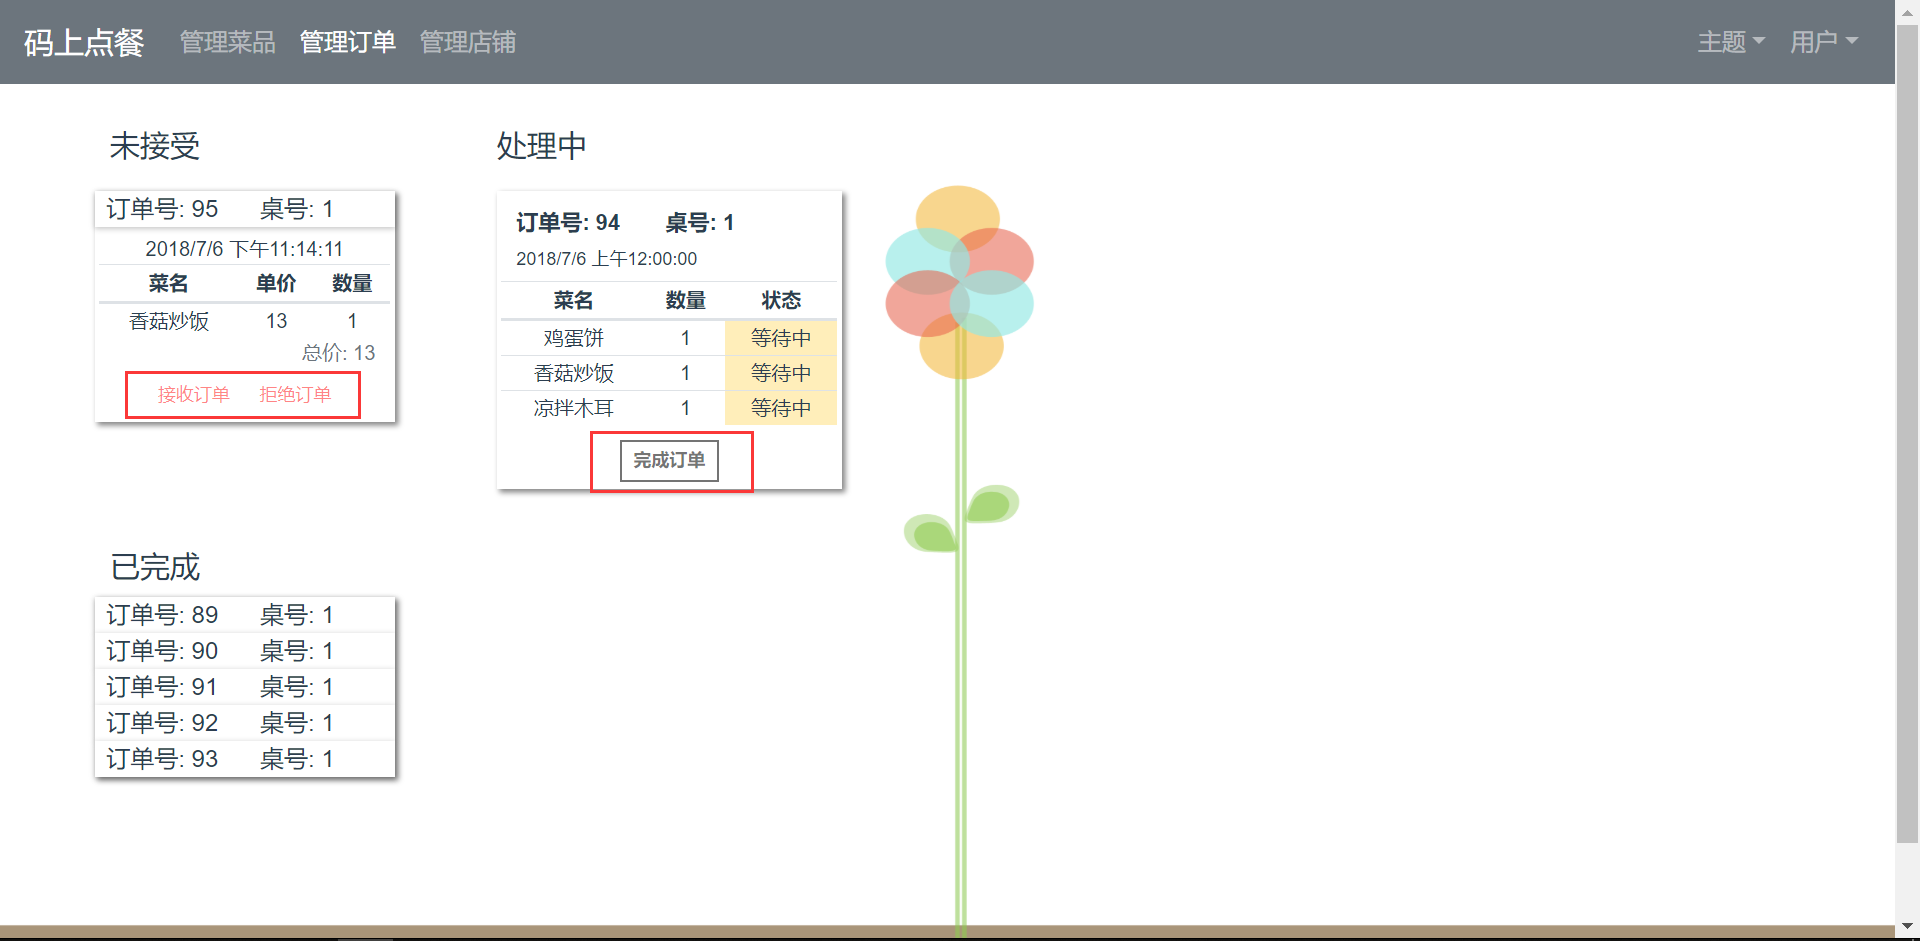 码上点餐 管理菜品 管理订单 管理店铺 主题 用户
未接受
订单号: 95 桌号: 1
2018/7/6 下午11:14:11
菜名 单价 数量
香菇炒饭 13 1
总价: 13
接收订单 拒绝订单
处理中
订单号: 94 桌号: 1
2018/7/6 上午12:00:00
菜名 数量 状态
鸡蛋饼 1 等待中
香菇炒饭 1 等待中
凉拌木耳 1 等待中
完成订单
已完成
订单号: 89 桌号: 1
订单号: 90 桌号: 1
订单号: 91 桌号: 1
订单号: 92 桌号: 1
订单号: 93 桌号: 1